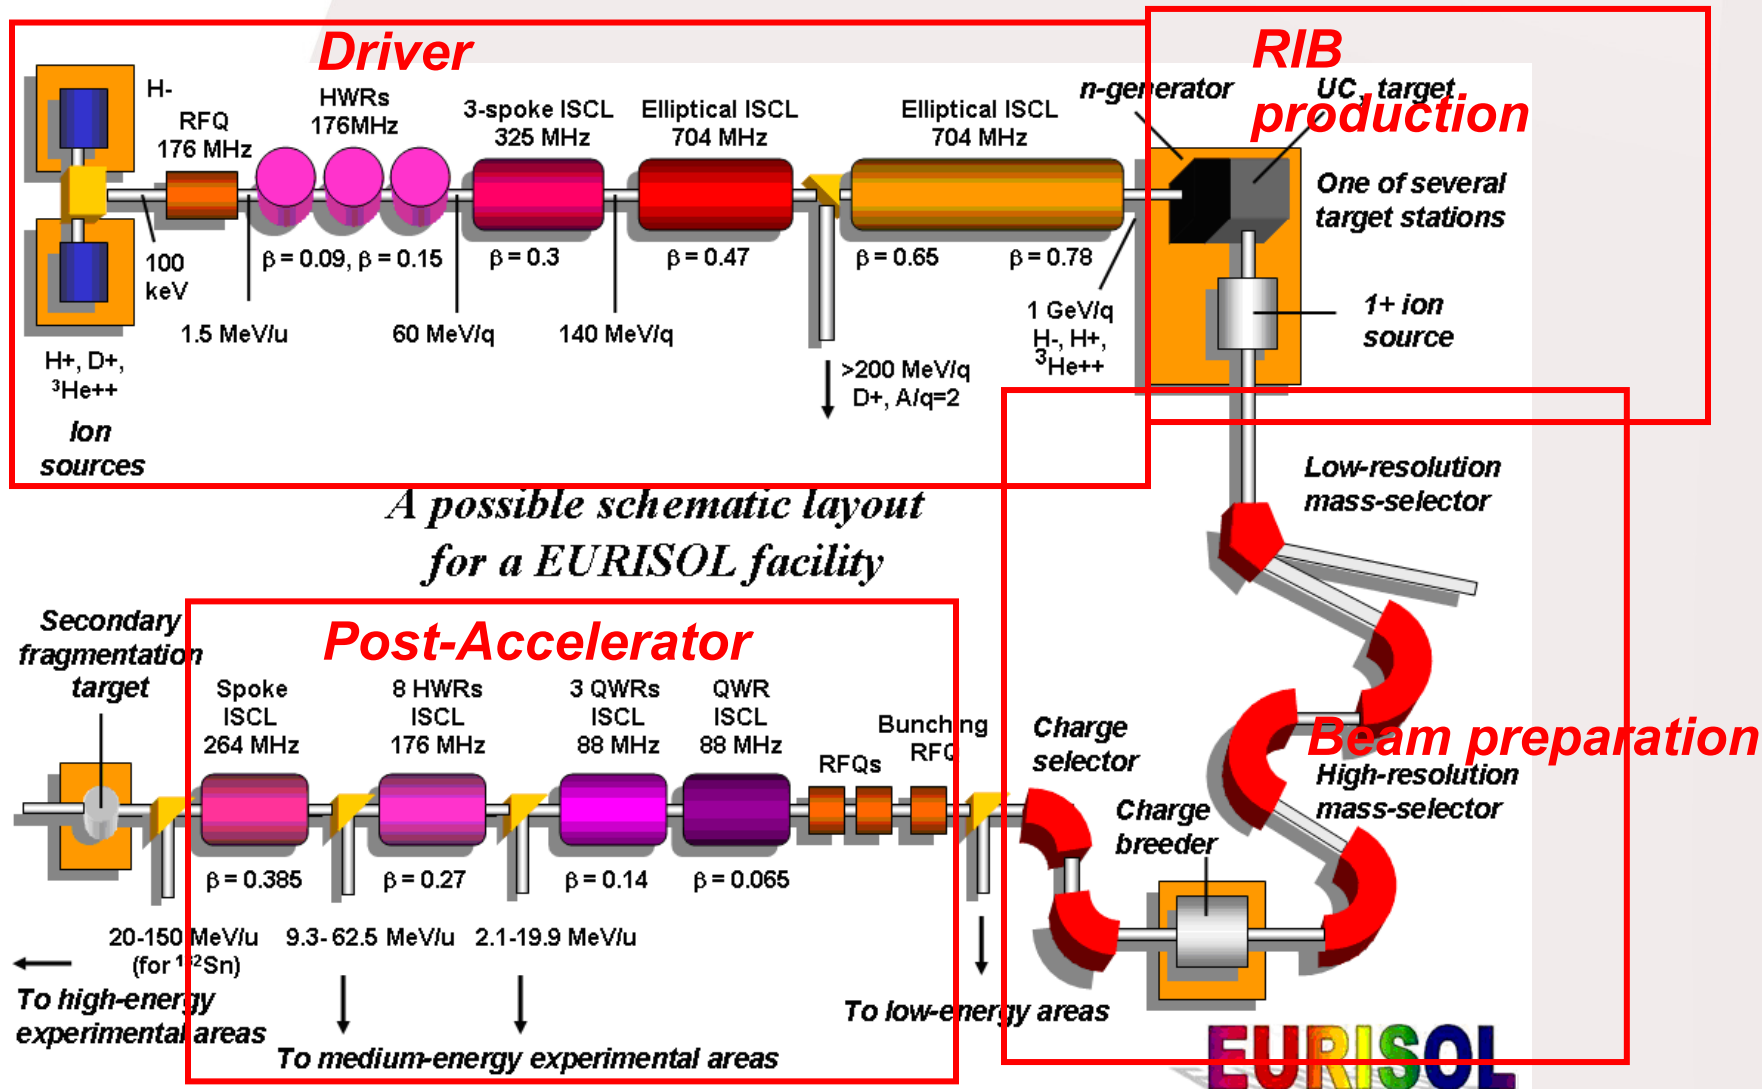 Driver
RIB
production
H-
RFQ
176 MHz
HWRs
176MHz
3-spoke ISCL
325 MHz
Elliptical ISCL
704 MHz
Elliptical ISCL
704 MHz
n-generator
UCx target
One of several
target stations
1+ ion
source
100
keV
β = 0.09, β = 0.15
β = 0.3
β = 0.47
β = 0.65
β = 0.78
1.5 MeV/u
60 MeV/q
140 MeV/q
>200 MeV/q
D+, A/q=2
1 GeV/q
H-, H+,
³He++
H+, D+,
³He++
Ion
sources
A possible schematic layout
for a EURISOL facility
Low-resolution
mass-selector
Beam preparation
High-resolution
mass-selector
Post-Accelerator
Secondary
fragmentation
target
Spoke
ISCL
264 MHz
8 HWRs
ISCL
176 MHz
3 QWRs
ISCL
88 MHz
QWR
ISCL
88 MHz
RFQs
Bunching
RFQ
Charge
selector
Charge
breeder
β = 0.385
β = 0.27
β = 0.14
β = 0.065
20-150 MeV/u
(for ¹³²Sn)
9.3- 62.5 MeV/u
2.1-19.9 MeV/u
To high-energy
experimental areas
To medium-energy experimental areas
To low-energy areas
EURISOL